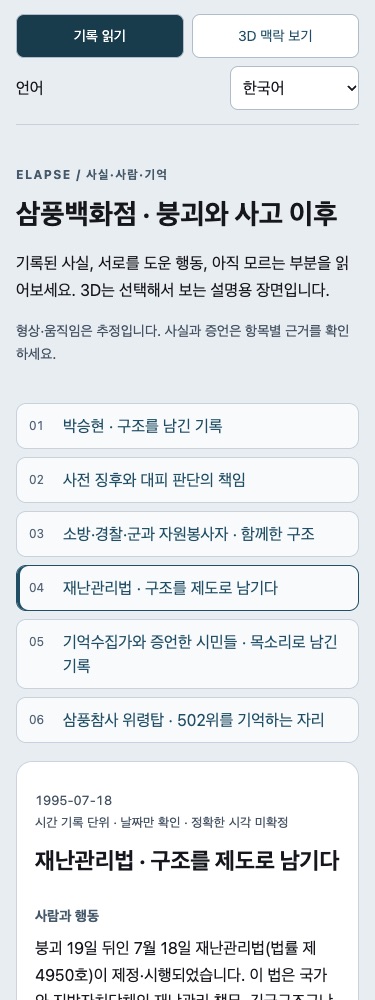 기록 읽기
3D 맥락 보기
언어
한국어
ELAPSE / 사실·사람·기억
삼풍백화점 · 붕괴와 사고 이후
기록된 사실, 서로를 도운 행동, 아직 모르는 부분을 읽
어보세요. 3D는 선택해서 보는 설명용 장면입니다.
형상·움직임은 추정입니다. 사실과 증언은 항목별 근거를 확인
하세요.
01 박승현 · 구조를 남긴 기록
02 사전 징후와 대피 판단의 책임
03 소방·경찰·군과 자원봉사자 · 함께한 구조
04 재난관리법 · 구조를 제도로 남기다
05 기억수집가와 증언한 시민들 · 목소리로 남긴
기록
06 삼풍참사 위령탑 · 502위를 기억하는 자리
1995-07-18
시간 기록 단위 · 날짜만 확인 · 정확한 시각 미확정
재난관리법 · 구조를 제도로 남기다
사람과 행동
붕괴 19일 뒤인 7월 18일 재난관리법(법률 제
4950호)이 제정·시행되었습니다. 이 법은 국가